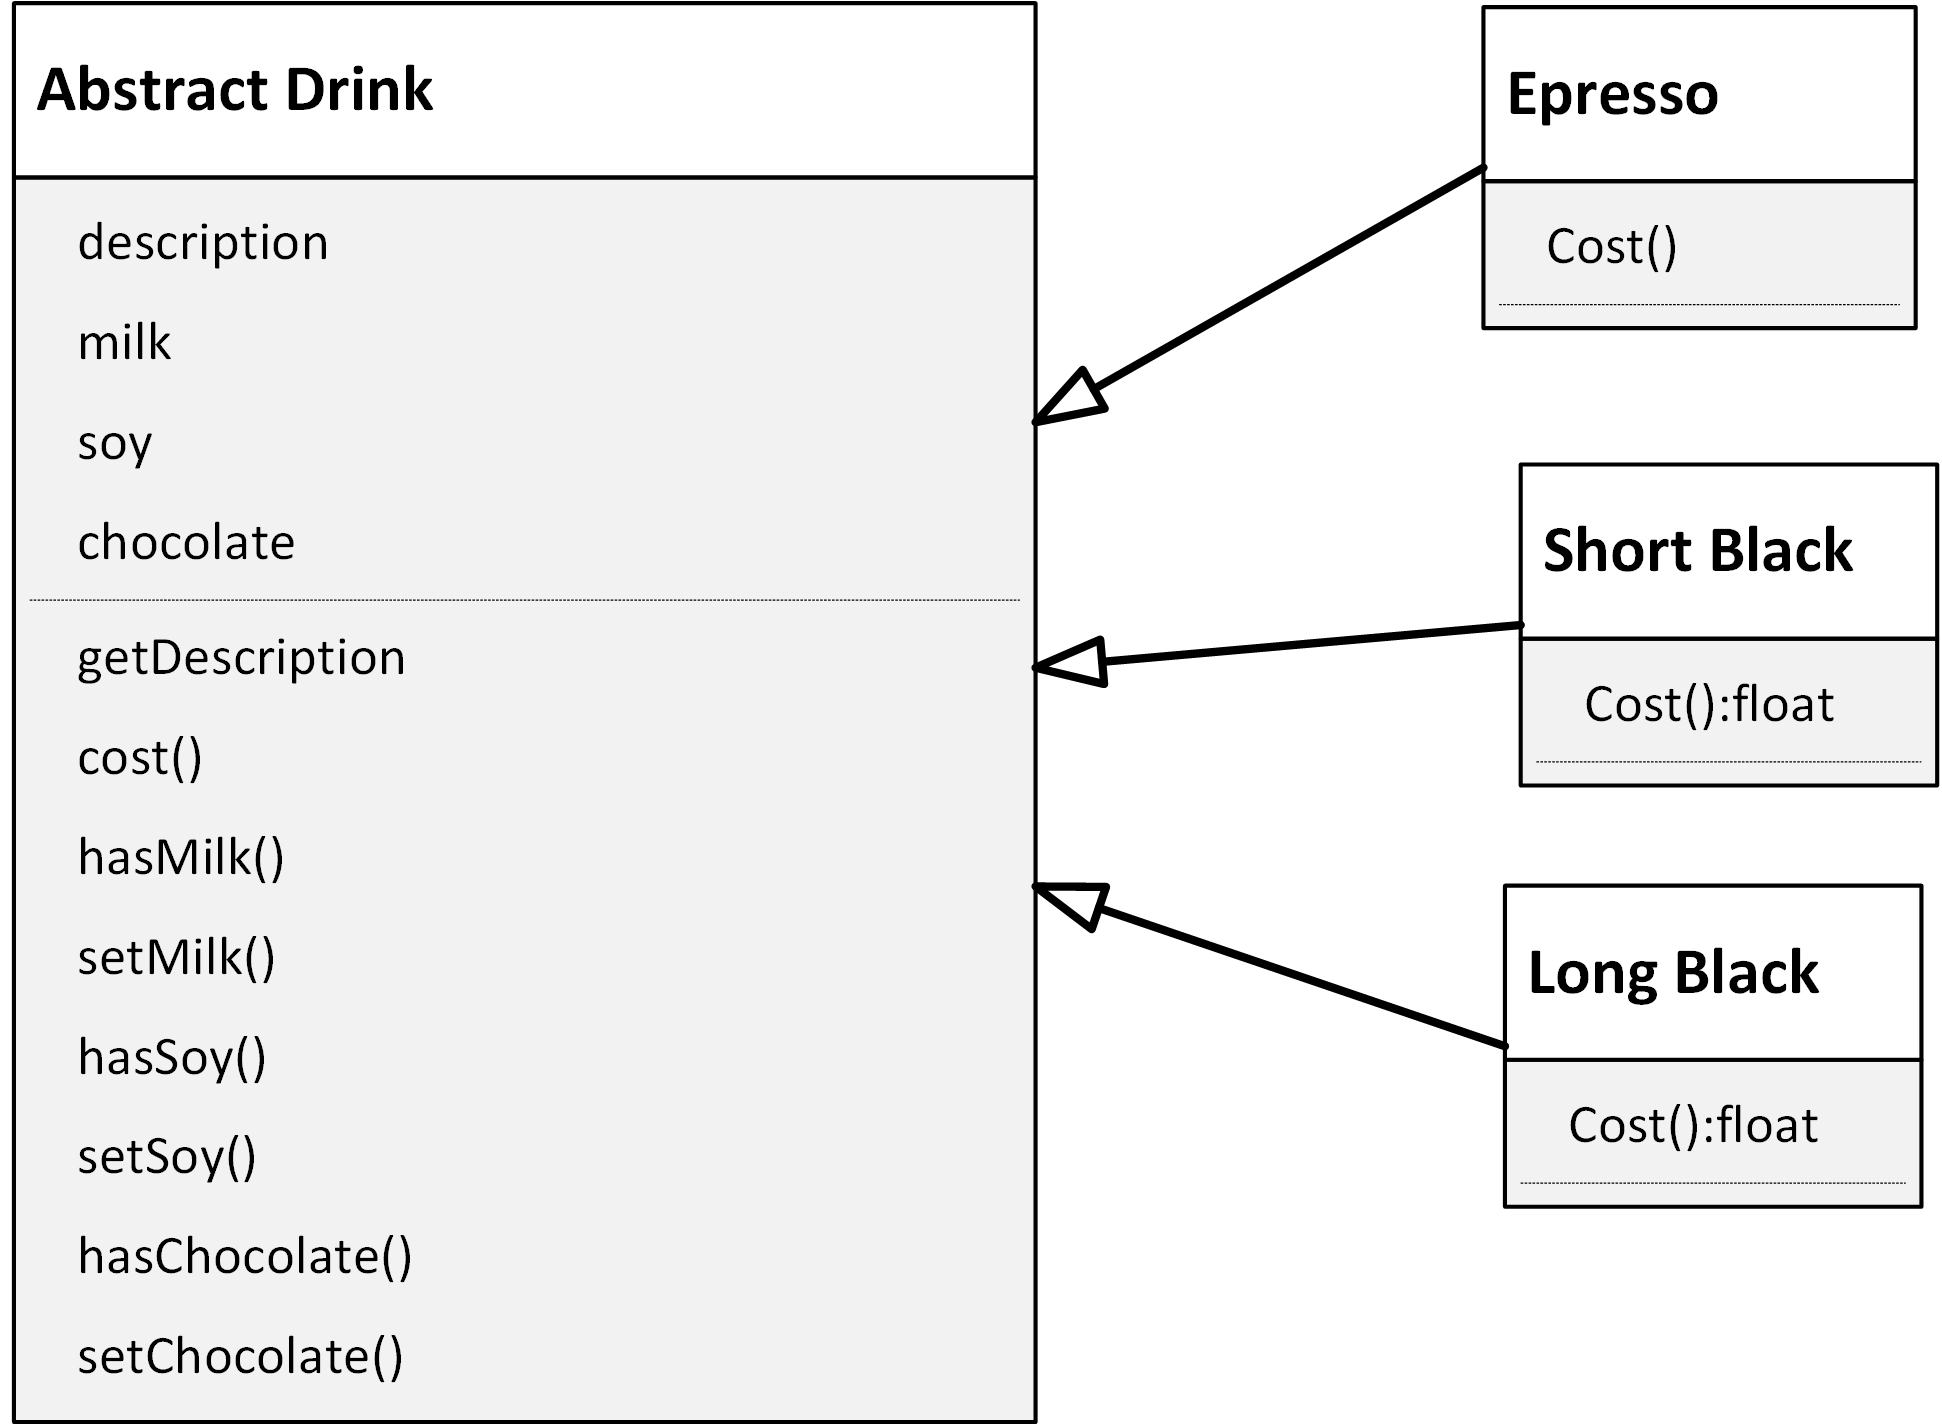 Abstract Drink
description
milk
soy
chocolate
getDescription
cost()
hasMilk()
setMilk()
hasSoy()
setSoy()
hasChocolate()
setChocolate()
Epresso
Cost()
Short Black
Cost():float
Long Black
Cost():float